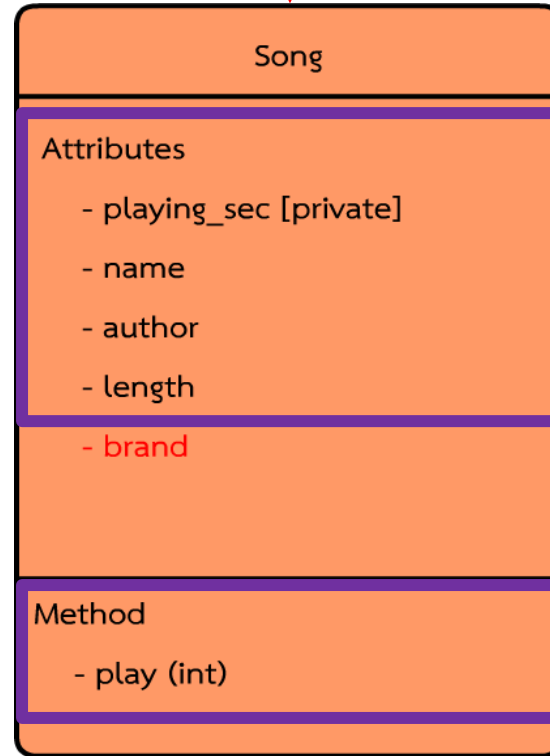 Song
Attributes
- playing_sec [private]
- name
- author
- length
- brand
Method
- play (int)